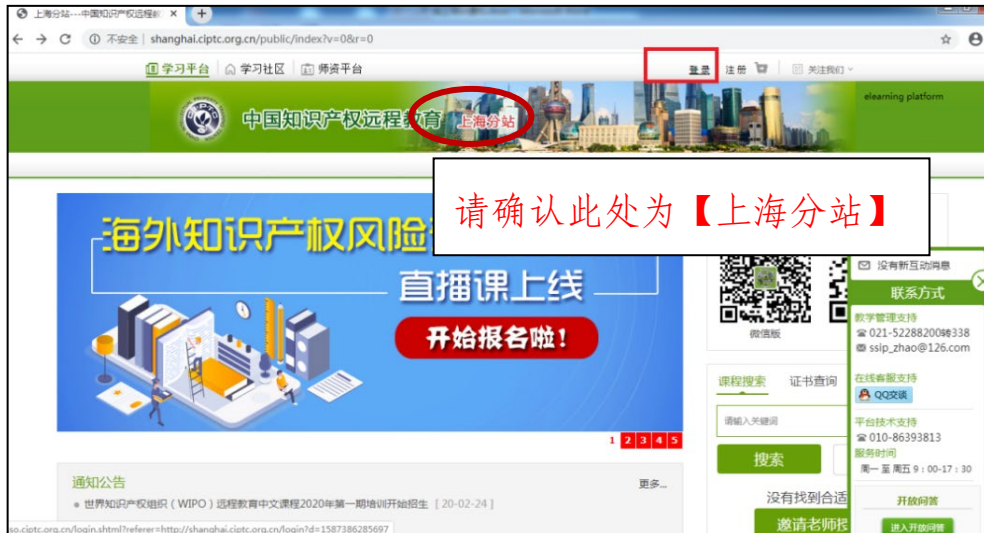 上海分站---中国知识产权远程教
不安全 | shanghai.ciptc.org.cn/public/index?v=0&r=0
学习平台 学习社区 师资平台 登录 注册 关注我们
中国知识产权远程教育 上海分站
elearning platform
请确认此处为【上海分站】
海外知识产权风险
直播课上线
开始报名啦!
1 2 3 4 5
微信版
课程搜索 证书查询
请输入关键词
搜索
没有找到合适
邀请老师授
通知公告 更多...
世界知识产权组织(WIPO)远程教育中文课程2020年第一期培训开始招生 [20-02-24]
so.ciptc.org.cn/login.shtml?referer=http://shanghai.ciptc.org.cn/login?d=1587386285697
没有新互动消息
联系方式
教学管理支持
021-52288200转338
ssip_zhao@126.com
在线客服支持
QQ交谈
平台技术支持
010-86393813
服务时间
周一 至 周五 9:00-17:30
开放问答
进入开放问答